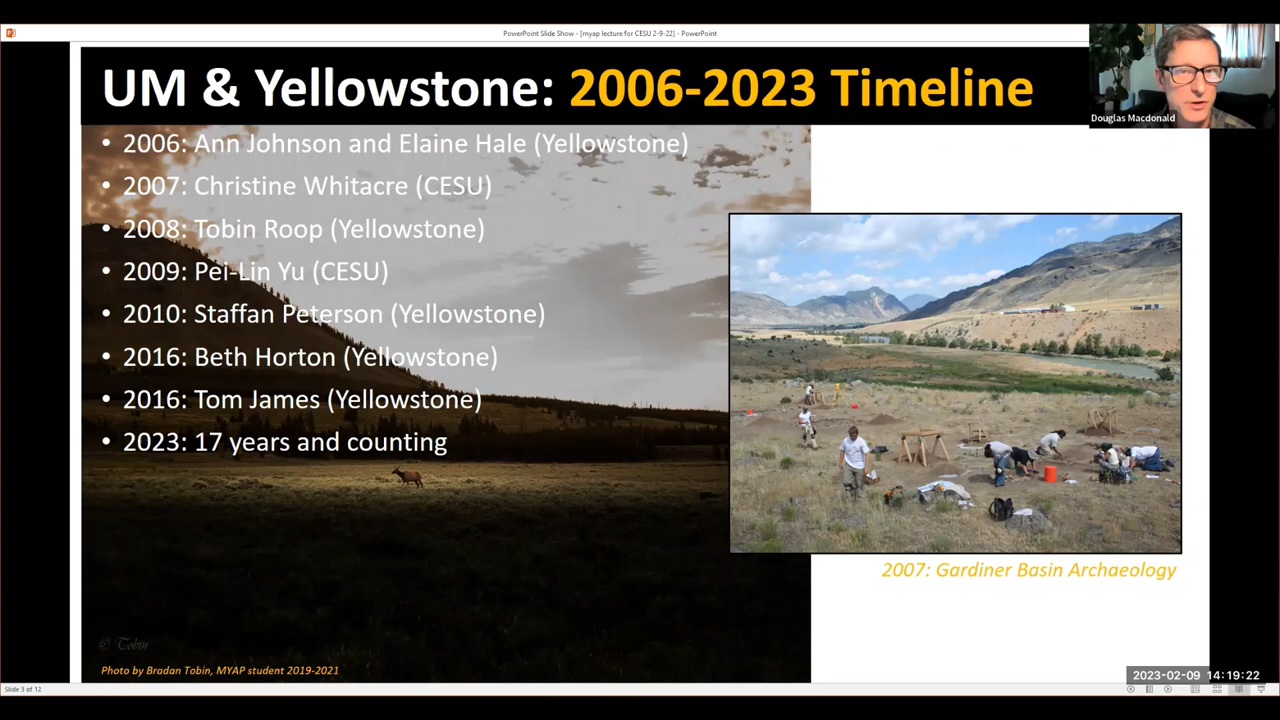 PowerPoint Slide Show - [myap lecture for CESU 2-9-22] - PowerPoint
UM & Yellowstone: 2006-2023 Timeline
Douglas Macdonald
• 2006: Ann Johnson and Elaine Hale (Yellowstone)
• 2007: Christine Whitacre (CESU)
• 2008: Tobin Roop (Yellowstone)
• 2009: Pei-Lin Yu (CESU)
• 2010: Staffan Peterson (Yellowstone)
• 2016: Beth Horton (Yellowstone)
• 2016: Tom James (Yellowstone)
• 2023: 17 years and counting
2007: Gardiner Basin Archaeology
© Tobin
Photo by Bradan Tobin, MYAP student 2019-2021
2023-02-09 14:19:22
Slide 3 of 12